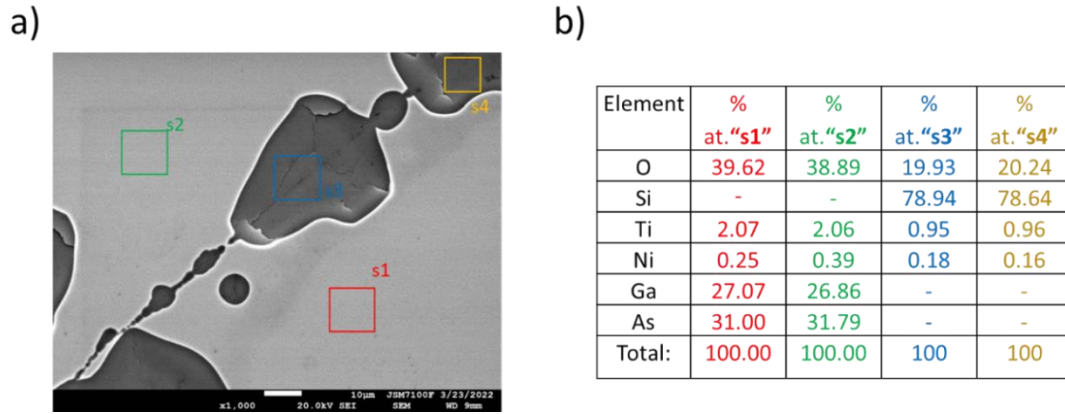 a)
b)
s4
s2
s3
s1
10µm JSM7100F 3/23/2022
x1,000 20.0kV SEI SEM WD 9mm
Element % at."s1" % at."s2" % at."s3" % at."s4"
O 39.62 38.89 19.93 20.24
Si - - 78.94 78.64
Ti 2.07 2.06 0.95 0.96
Ni 0.25 0.39 0.18 0.16
Ga 27.07 26.86 - -
As 31.00 31.79 - -
Total: 100.00 100.00 100 100